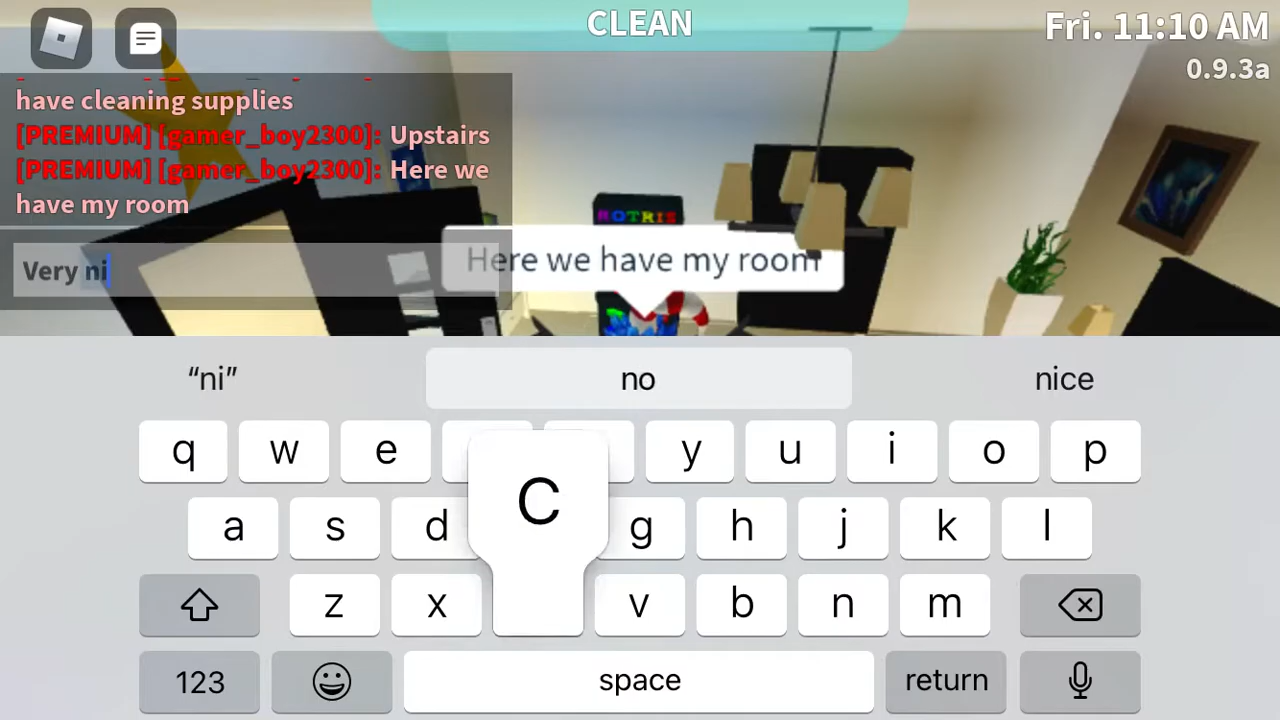 CLEAN
Fri. 11:10 AM
0.9.3a
have cleaning supplies
[PREMIUM] [gamer_boy2300]: Upstairs
[PREMIUM] [gamer_boy2300]: Here we
have my room
ROTRIS
Very ni
Here we have my room
“ni”
no
nice
q w e y u i o p
C
a s d g h j k l
z x v b n m
123
space
return